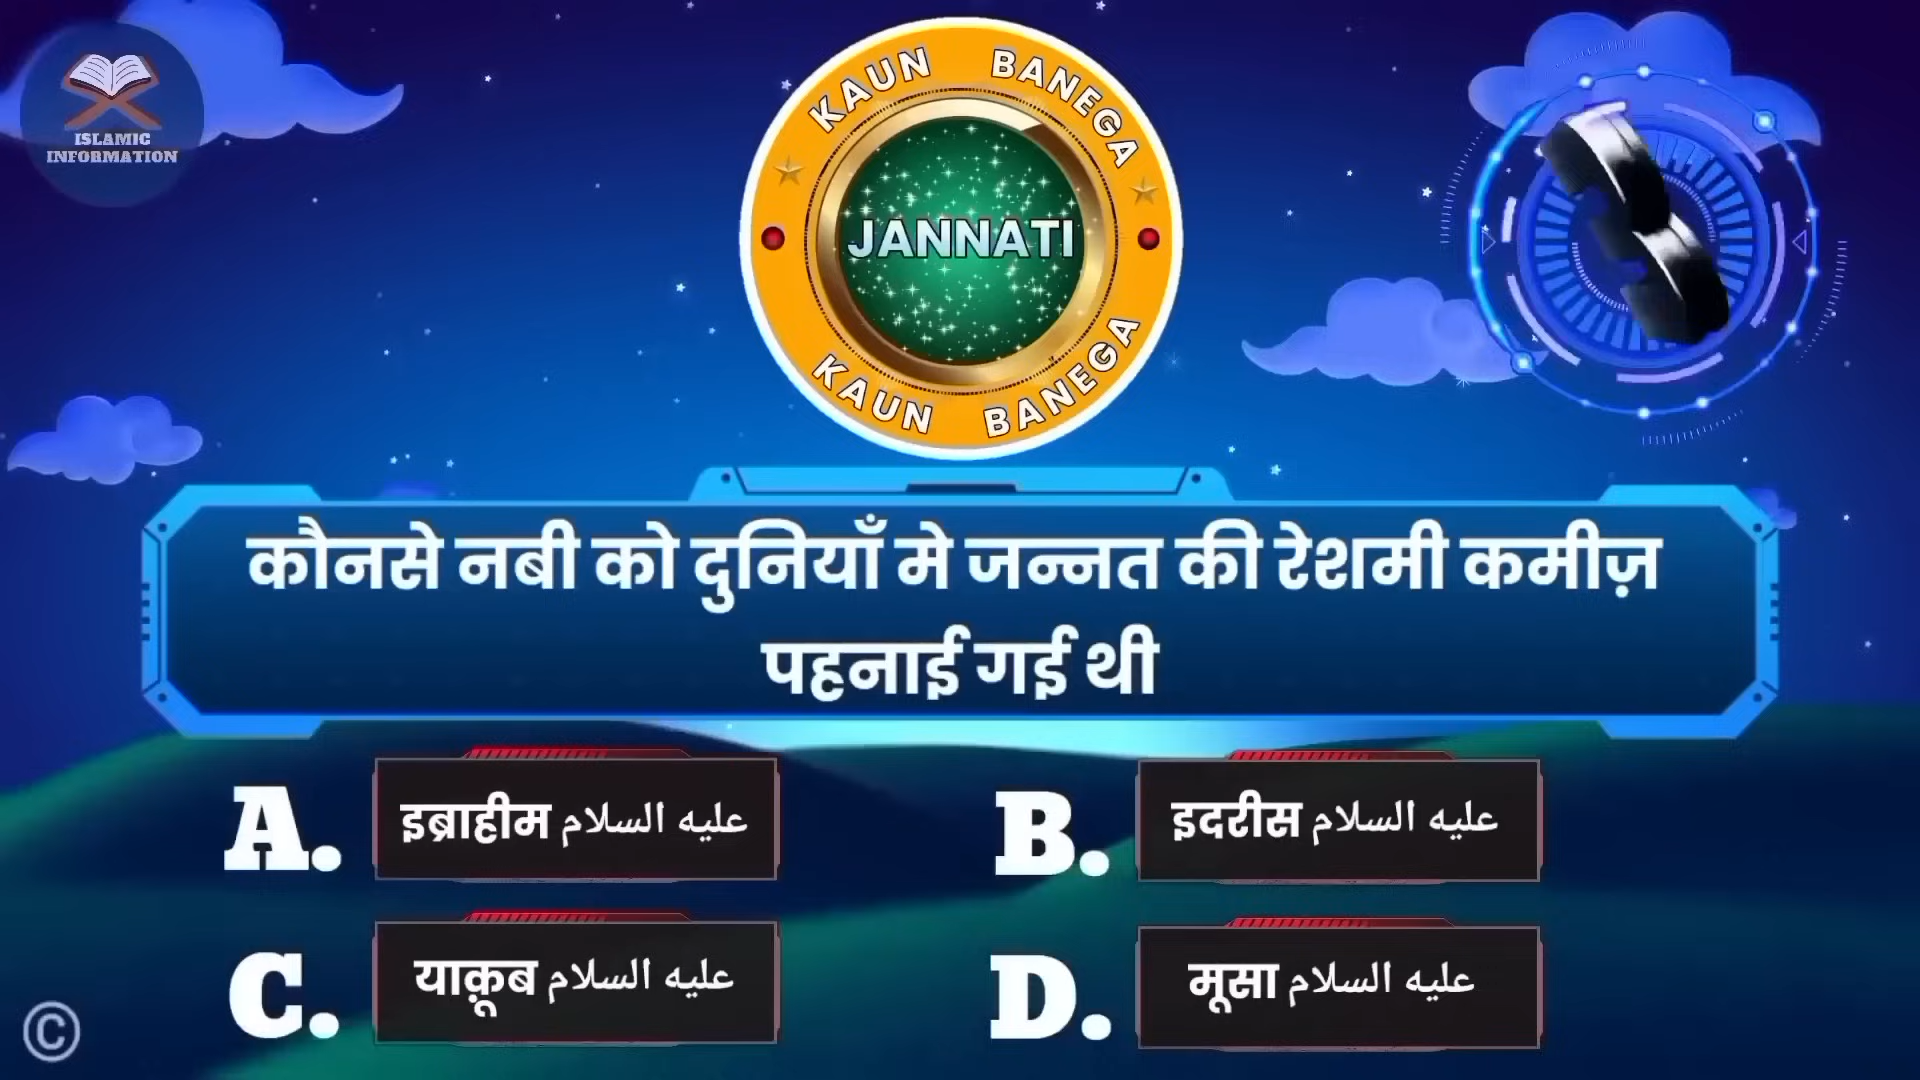 ISLAMIC
INFORMATION
KAUN BANEGA
JANNATI
KAUN BANEGA
कौनसे नबी को दुनियाँ मे जन्नत की रेशमी कमीज़
पहनाई गई थी
A. इब्राहीम عليه السلام
B. इदरीस عليه السلام
C. याक़ूब عليه السلام
D. मूसा عليه السلام
©